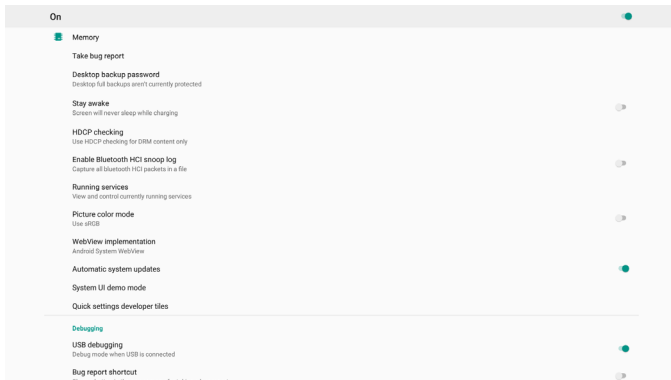 On
Memory
Take bug report
Desktop backup password
Desktop full backups aren't currently protected
Stay awake
Screen will never sleep while charging
HDCP checking
Use HDCP checking for DRM content only
Enable Bluetooth HCI snoop log
Capture all bluetooth HCI packets in a file
Running services
View and control currently running services
Picture color mode
Use sRGB
WebView implementation
Android System WebView
Automatic system updates
System UI demo mode
Quick settings developer tiles
Debugging
USB debugging
Debug mode when USB is connected
Bug report shortcut